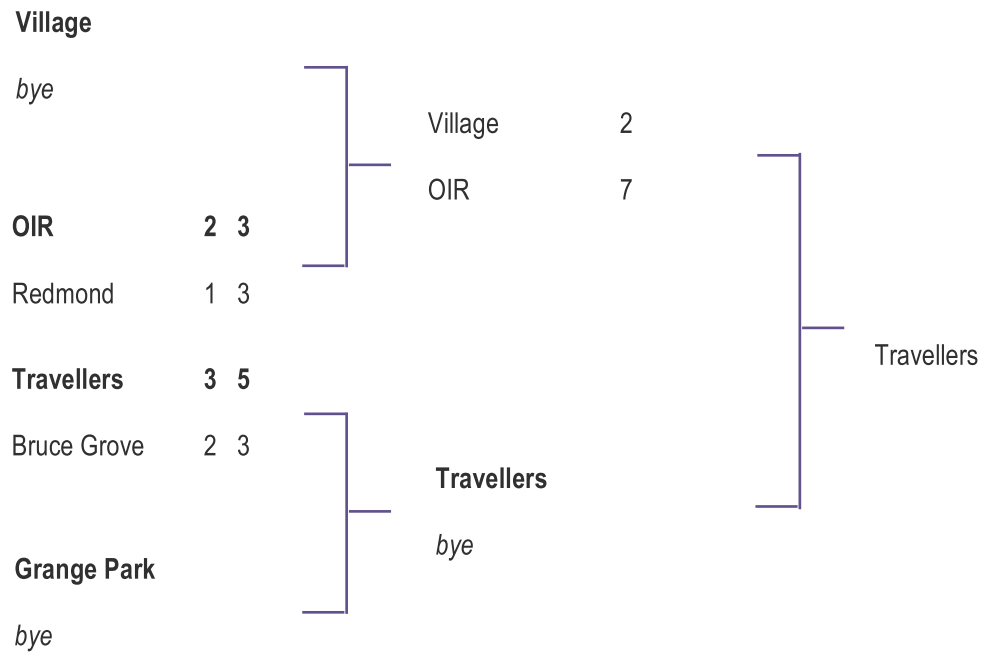 Village
bye
OIR 2 3
Redmond 1 3
Travellers 3 5
Bruce Grove 2 3
Grange Park
bye
Village 2
OIR 7
Travellers
bye
Travellers